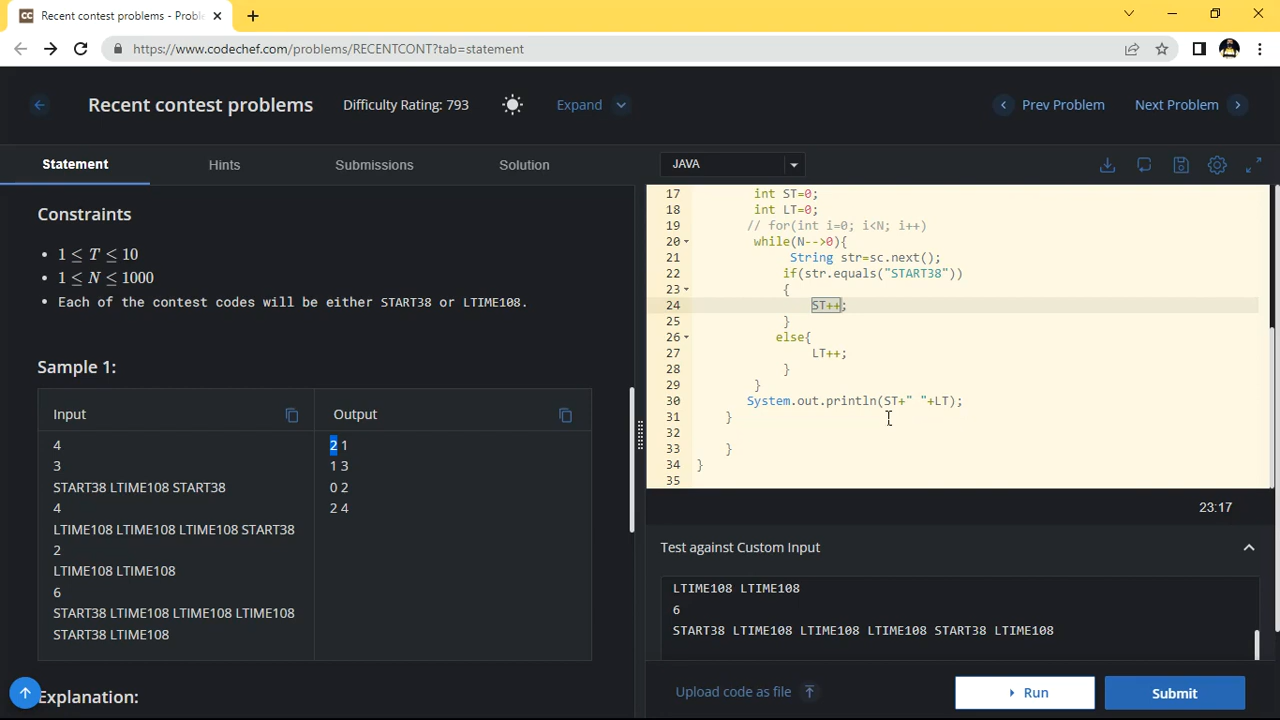 Recent contest problems - Proble
https://www.codechef.com/problems/RECENTCONT?tab=statement
Recent contest problems
Difficulty Rating: 793
Expand
Prev Problem
Next Problem
Statement
Hints
Submissions
Solution
JAVA
Constraints
1 ≤ T ≤ 10
1 ≤ N ≤ 1000
Each of the contest codes will be either START38 or LTIME108.
Sample 1:
Input
4
3
START38 LTIME108 START38
4
LTIME108 LTIME108 LTIME108 START38
2
LTIME108 LTIME108
6
START38 LTIME108 LTIME108 LTIME108
START38 LTIME108
Output
2 1
1 3
0 2
2 4
Explanation:
17 int ST=0;
18 int LT=0;
19 // for(int i=0; i<N; i++)
20 while(N-->0){
21 String str=sc.next();
22 if(str.equals("START38"))
23 {
24 ST++;
25 }
26 else{
27 LT++;
28 }
29 }
30 System.out.println(ST+" "+LT);
31 }
32
33 }
34 }
35
23:17
Test against Custom Input
LTIME108 LTIME108
6
START38 LTIME108 LTIME108 LTIME108 START38 LTIME108
Upload code as file
Run
Submit